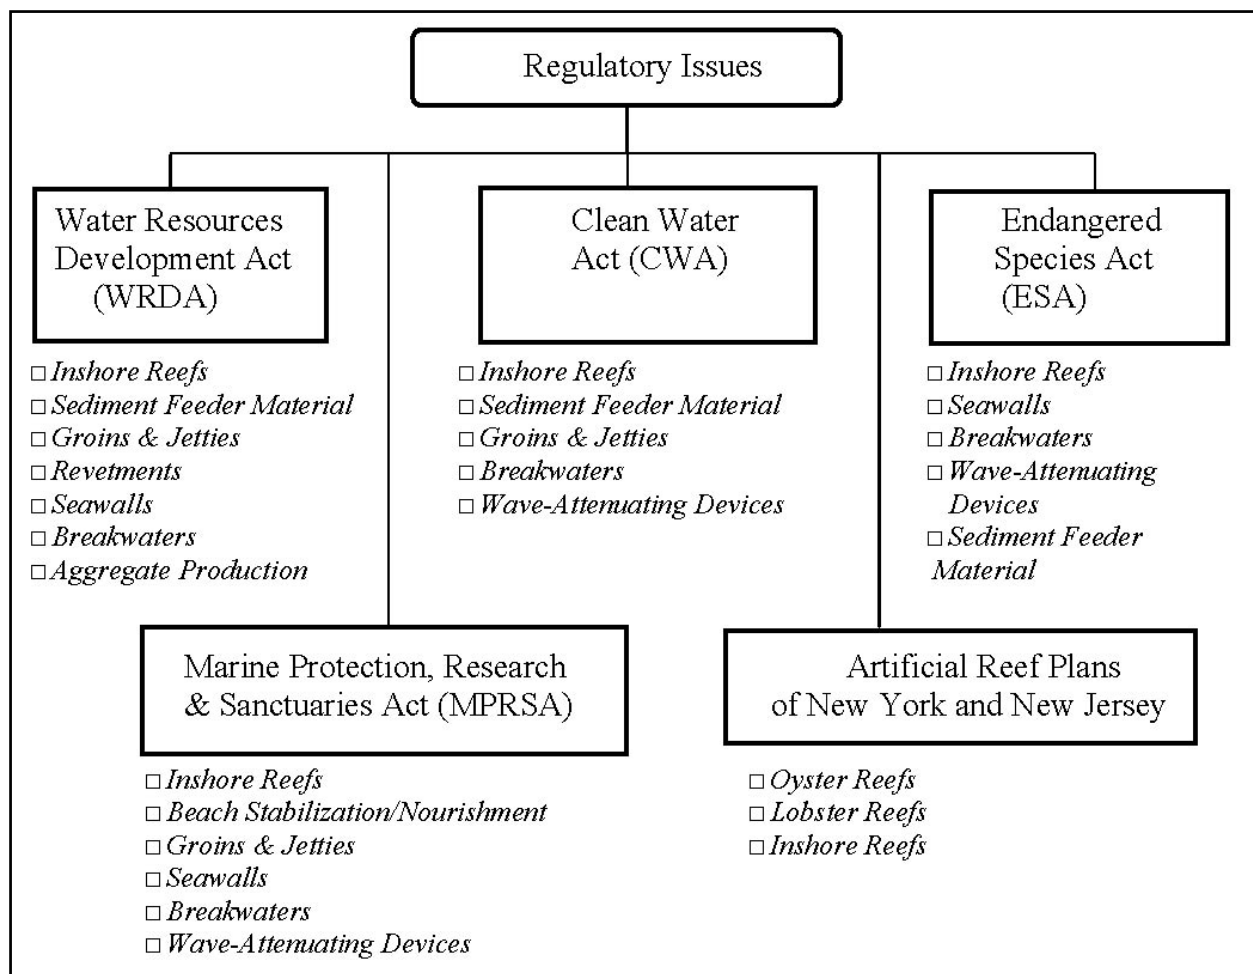 Regulatory Issues
Water Resources
Development Act
(WRDA)
□ Inshore Reefs
□ Sediment Feeder Material
□ Groins & Jetties
□ Revetments
□ Seawalls
□ Breakwaters
□ Aggregate Production
Clean Water
Act (CWA)
□ Inshore Reefs
□ Sediment Feeder Material
□ Groins & Jetties
□ Breakwaters
□ Wave-Attenuating Devices
Endangered
Species Act
(ESA)
□ Inshore Reefs
□ Seawalls
□ Breakwaters
□ Wave-Attenuating
Devices
□ Sediment Feeder
Material
Marine Protection, Research
& Sanctuaries Act (MPRSA)
□ Inshore Reefs
□ Beach Stabilization/Nourishment
□ Groins & Jetties
□ Seawalls
□ Breakwaters
□ Wave-Attenuating Devices
Artificial Reef Plans
of New York and New Jersey
□ Oyster Reefs
□ Lobster Reefs
□ Inshore Reefs